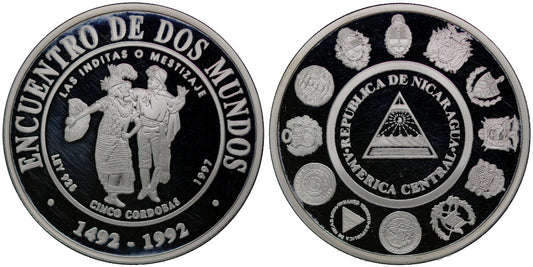 ENCUENTRO DE DOS MUNDOS
LAS INDITAS O MESTIZAJE
LEY 925
1997
CINCO CORDOBAS
· 1492 - 1992 ·
REPUBLICA DE NICARAGUA
AMERICA CENTRAL